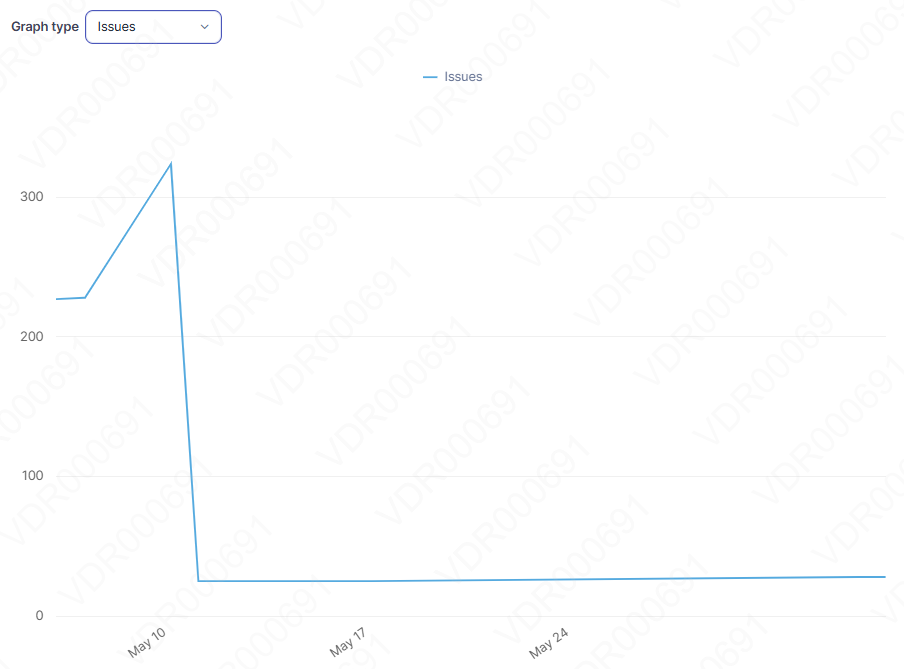 Graph type Issues
Issues
300
200
100
0
May 10 May 17 May 24
VDR000691